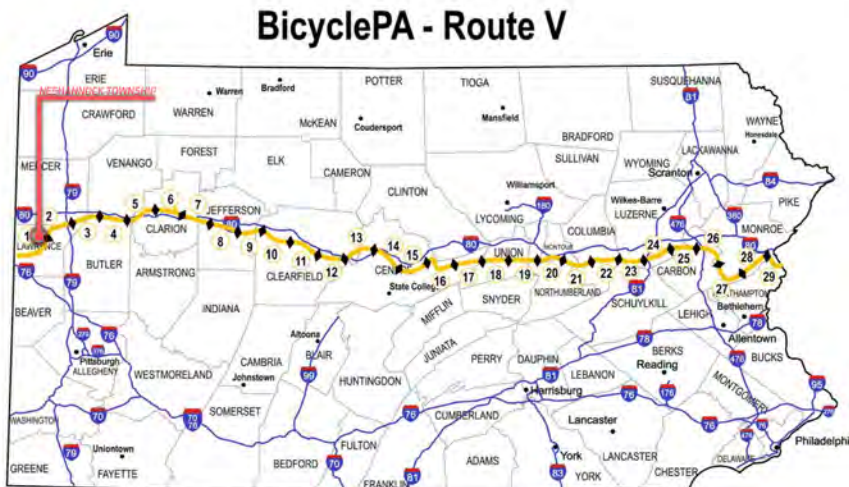 BicyclePA - Route V
90
Erie
90
ERIE
NESHANNOCK TOWNSHIP
CRAWFORD
WARREN
Warren
Bradford
McKEAN
POTTER
Coudersport
TIOGA
Mansfield
BRADFORD
SUSQUEHANNA
81
WAYNE
Honesdale
MERCER
79
VENANGO
FOREST
ELK
CAMERON
CLINTON
LYCOMING
Williamsport
180
SULLIVAN
WYOMING
LACKAWANNA
Scranton
84
PIKE
80
1
2
3
4
5
6
7
8
9
10
11
12
13
14
15
16
17
18
19
20
21
22
23
24
25
26
27
28
29
LAWRENCE
76
79
BUTLER
CLARION
JEFFERSON
ARMSTRONG
CLEARFIELD
INDIANA
State College
80
UNION
MONTOUR
COLUMBIA
Wilkes-Barre
LUZERNE
476
380
MONROE
80
CARBON
NORTHUMBERLAND
SNYDER
MIFFLIN
JUNIATA
SCHUYLKILL
81
LEHIGH
Bethlehem
78
Allentown
BEAVER
76
Pittsburgh
ALLEGHENY
WESTMORELAND
CAMBRIA
Johnstown
Altoona
BLAIR
99
HUNTINGDON
PERRY
DAUPHIN
81
LEBANON
78
BERKS
Reading
176
476
BUCKS
MONTGOMERY
95
WASHINGTON
70
70
76
SOMERSET
BEDFORD
FULTON
70
FRANKLIN
81
76
CUMBERLAND
Harrisburg
76
Lancaster
LANCASTER
76
CHESTER
DELAWARE
GREENE
79
Uniontown
FAYETTE
ADAMS
York
83
YORK